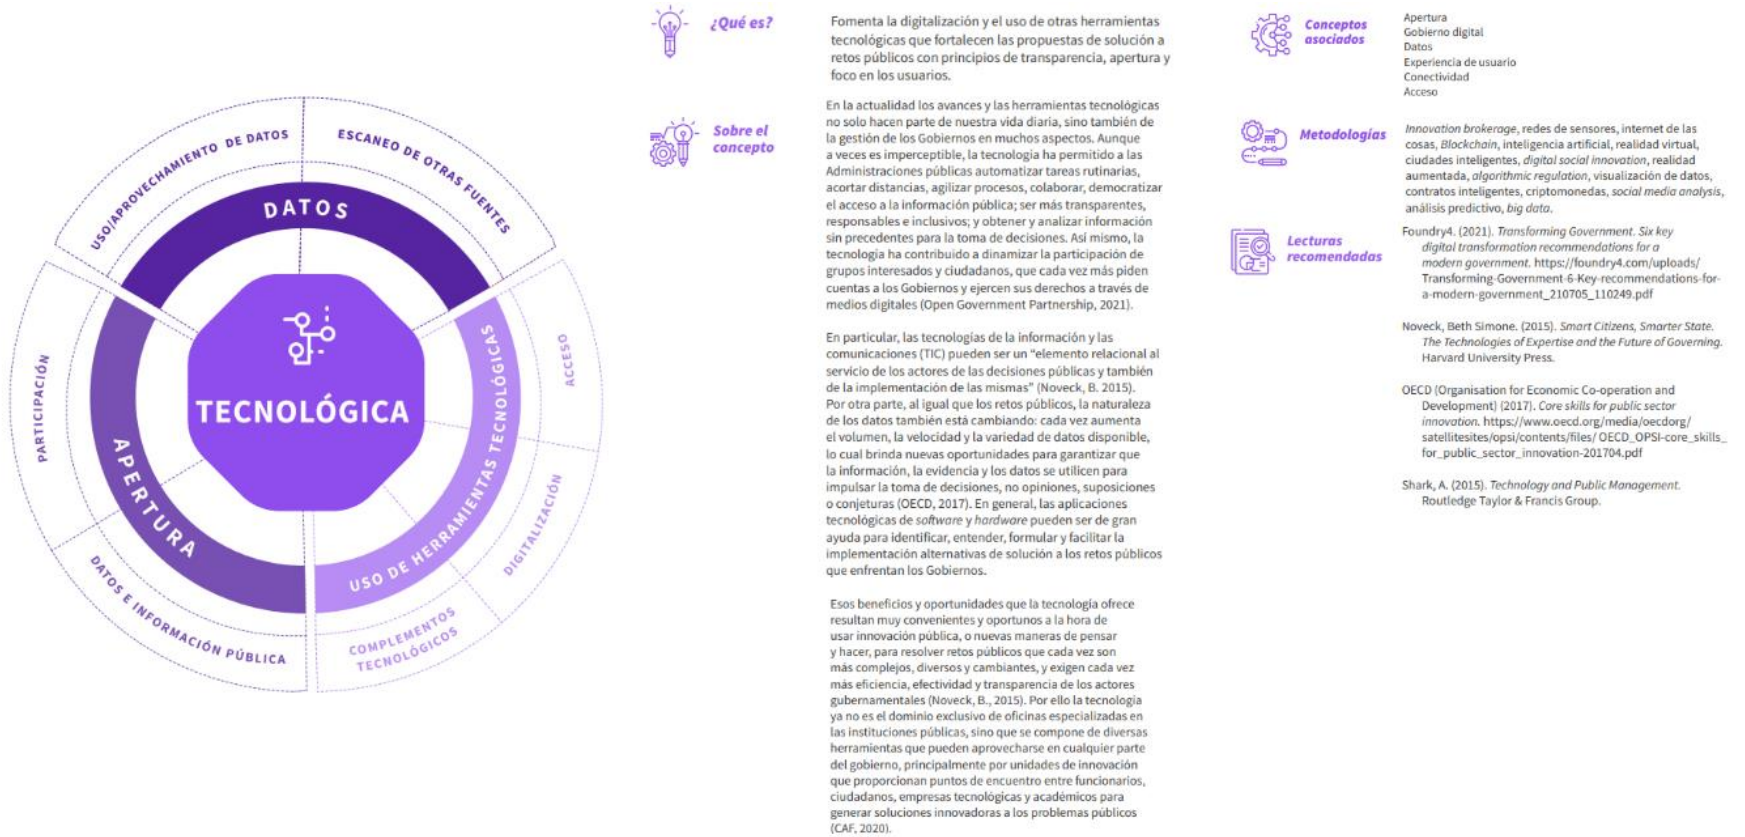 USO/APROVECHAMIENTO DE DATOS
ESCANEO DE OTRAS FUENTES
DATOS
PARTICIPACIÓN
DATOS E INFORMACIÓN PÚBLICA
APERTURA
ACCESO
DIGITALIZACIÓN
COMPLEMENTOS
TECNOLÓGICOS
USO DE HERRAMIENTAS TECNOLÓGICAS
TECNOLÓGICA
¿Qué es?
Fomenta la digitalización y el uso de otras herramientas
tecnológicas que fortalecen las propuestas de solución a
retos públicos con principios de transparencia, apertura y
foco en los usuarios.
Sobre el
concepto
En la actualidad los avances y las herramientas tecnológicas
no solo hacen parte de nuestra vida diaria, sino también de
la gestión de los Gobiernos en muchos aspectos. Aunque
a veces es imperceptible, la tecnología ha permitido a las
Administraciones públicas automatizar tareas rutinarias,
acortar distancias, agilizar procesos, colaborar, democratizar
el acceso a la información pública; ser más transparentes,
responsables e inclusivos; y obtener y analizar información
sin precedentes para la toma de decisiones. Así mismo, la
tecnología ha contribuido a dinamizar la participación de
grupos interesados y ciudadanos, que cada vez más piden
cuentas a los Gobiernos y ejercen sus derechos a través de
medios digitales (Open Government Partnership, 2021).
En particular, las tecnologías de la información y las
comunicaciones (TIC) pueden ser un “elemento relacional al
servicio de los actores de las decisiones públicas y también
de la implementación de las mismas” (Noveck, B. 2015).
Por otra parte, al igual que los retos públicos, la naturaleza
de los datos también está cambiando: cada vez aumenta
el volumen, la velocidad y la variedad de datos disponible,
lo cual brinda nuevas oportunidades para garantizar que
la información, la evidencia y los datos se utilicen para
impulsar la toma de decisiones, no opiniones, suposiciones
o conjeturas (OECD, 2017). En general, las aplicaciones
tecnológicas de software y hardware pueden ser de gran
ayuda para identificar, entender, formular y facilitar la
implementación alternativas de solución a los retos públicos
que enfrentan los Gobiernos.
Esos beneficios y oportunidades que la tecnología ofrece
resultan muy convenientes y oportunos a la hora de
usar innovación pública, o nuevas maneras de pensar
y hacer, para resolver retos públicos que cada vez son
más complejos, diversos y cambiantes, y exigen cada vez
más eficiencia, efectividad y transparencia de los actores
gubernamentales (Noveck, B., 2015). Por ello la tecnología
ya no es el dominio exclusivo de oficinas especializadas en
las instituciones públicas, sino que se compone de diversas
herramientas que pueden aprovecharse en cualquier parte
del gobierno, principalmente por unidades de innovación
que proporcionan puntos de encuentro entre funcionarios,
ciudadanos, empresas tecnológicas y académicos para
generar soluciones innovadoras a los problemas públicos
(CAF, 2020).
Conceptos
asociados
Apertura
Gobierno digital
Datos
Experiencia de usuario
Conectividad
Acceso
Metodologías
Innovation brokerage, redes de sensores, internet de las
cosas, Blockchain, inteligencia artificial, realidad virtual,
ciudades inteligentes, digital social innovation, realidad
aumentada, algorithmic regulation, visualización de datos,
contratos inteligentes, criptomonedas, social media analysis,
análisis predictivo, big data.
Lecturas
recomendadas
Foundry4. (2021). Transforming Government. Six key
digital transformation recommendations for a
modern government. https://foundry4.com/uploads/
Transforming-Government-6-Key-recommendations-for-
a-modern-government_210705_110249.pdf
Noveck, Beth Simone. (2015). Smart Citizens, Smarter State.
The Technologies of Expertise and the Future of Governing.
Harvard University Press.
OECD (Organisation for Economic Co-operation and
Development) (2017). Core skills for public sector
innovation. https://www.oecd.org/media/oecdorg/
satellitesites/opsi/contents/files/ OECD_OPSI-core_skills_
for_public_sector_innovation-201704.pdf
Shark, A. (2015). Technology and Public Management.
Routledge Taylor & Francis Group.